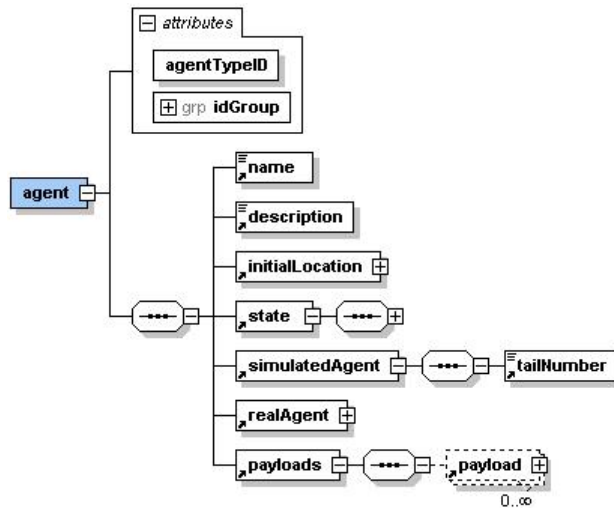 attributes
agentTypeID
grp idGroup
agent
name
description
initialLocation
state
simulatedAgent
tailNumber
realAgent
payloads
payload
0..∞